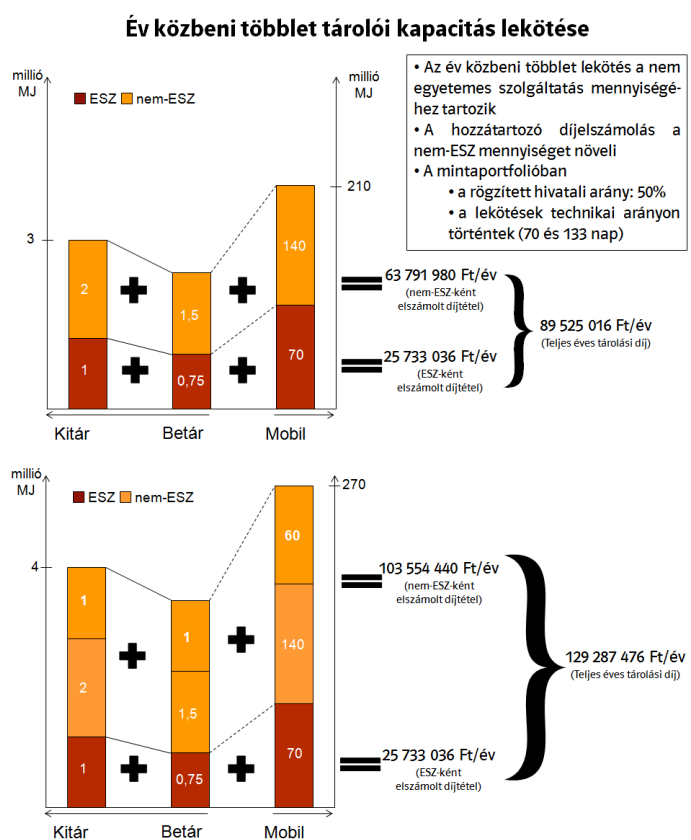 Év közbeni többlet tárolói kapacitás lekötése
• Az év közbeni többlet lekötés a nem
egyetemes szolgáltatás mennyiségé-
hez tartozik
• A hozzátartozó díjelszámolás a
nem-ESZ mennyiséget növeli
• A mintaportfolióban
• a rögzített hivatali arány: 50%
• a lekötések technikai arányon
történtek (70 és 133 nap)
millió
MJ
millió
MJ
ESZ nem-ESZ
210
3
140
2
1,5
1
0,75
70
63 791 980 Ft/év
(nem-ESZ-ként
elszámolt díjtétel)
25 733 036 Ft/év
(ESZ-ként
elszámolt díjtétel)
89 525 016 Ft/év
(Teljes éves tárolási díj)
Kitár Betár Mobil
millió
MJ
millió
MJ
ESZ nem-ESZ
270
4
60
1
1
140
2
1,5
1
0,75
70
103 554 440 Ft/év
(nem-ESZ-ként
elszámolt díjtétel)
25 733 036 Ft/év
(ESZ-ként
elszámolt díjtétel)
129 287 476 Ft/év
(Teljes éves tárolási díj)
Kitár Betár Mobil